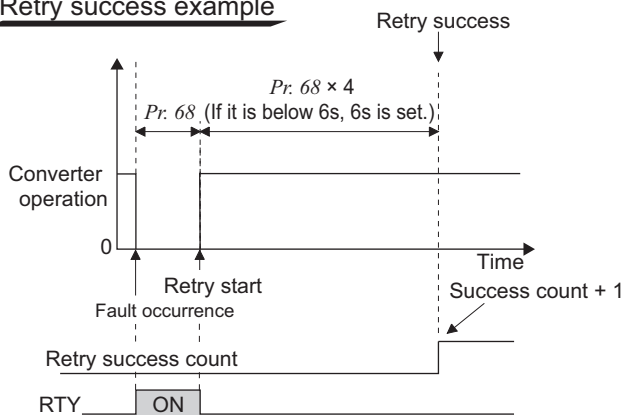 Retry success example
Retry success
Pr. 68 × 4
Pr. 68 (If it is below 6s, 6s is set.)
Converter
operation
0
Time
Retry start
Success count + 1
Fault occurrence
Retry success count
RTY ON